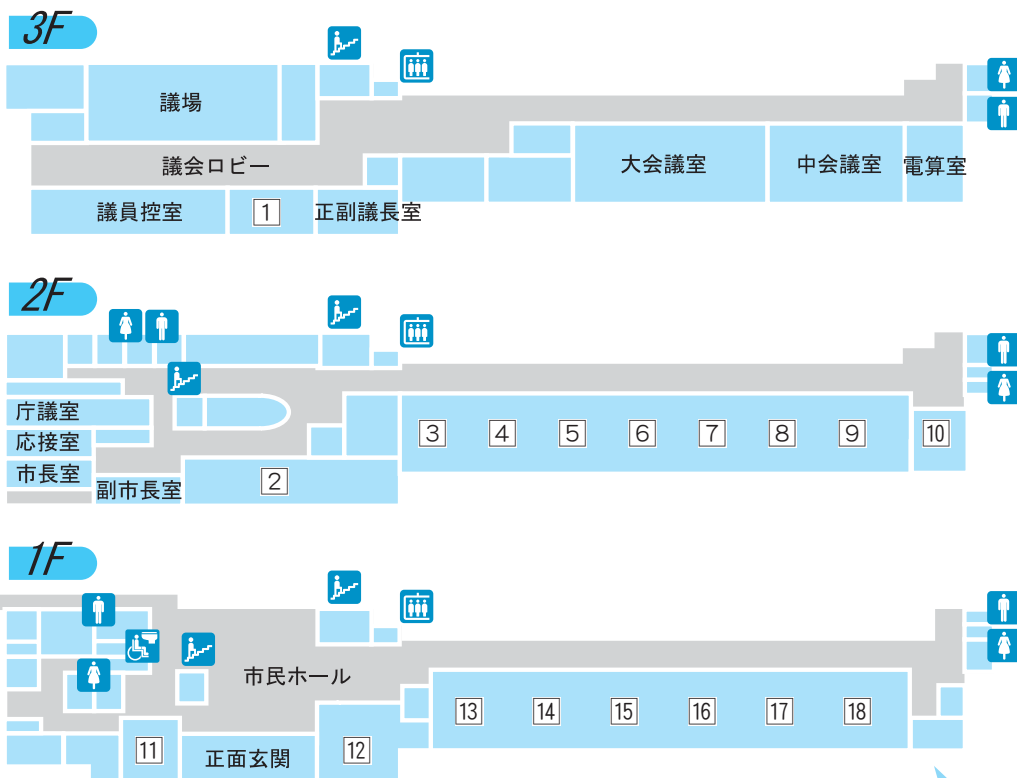 3F
議場
議会ロビー
大会議室
中会議室
電算室
議員控室
1
正副議長室
2F
庁議室
応接室
市長室
副市長室
2
3
4
5
6
7
8
9
10
1F
市民ホール
11
正面玄関
12
13
14
15
16
17
18